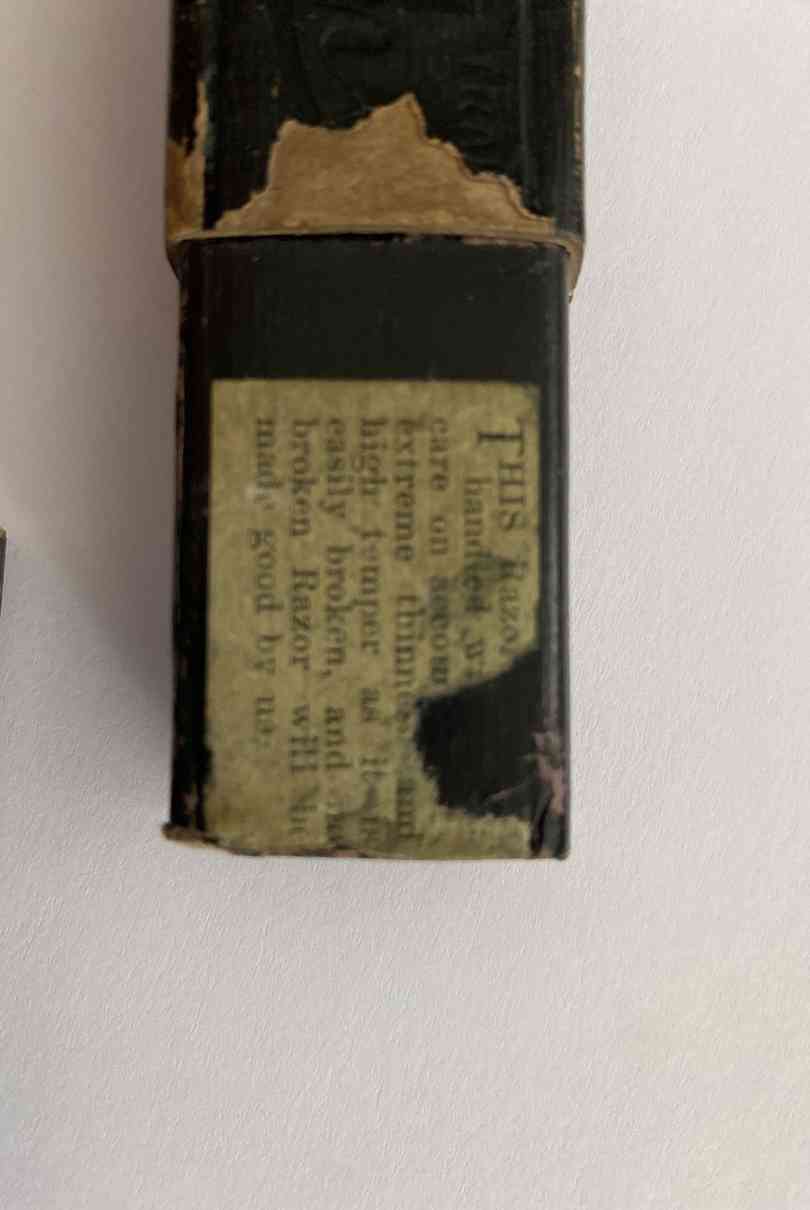 THIS Razor
handled
care on
extreme thinness and
high temper as it is
easily broken, and
broken Razor will
made good by us.